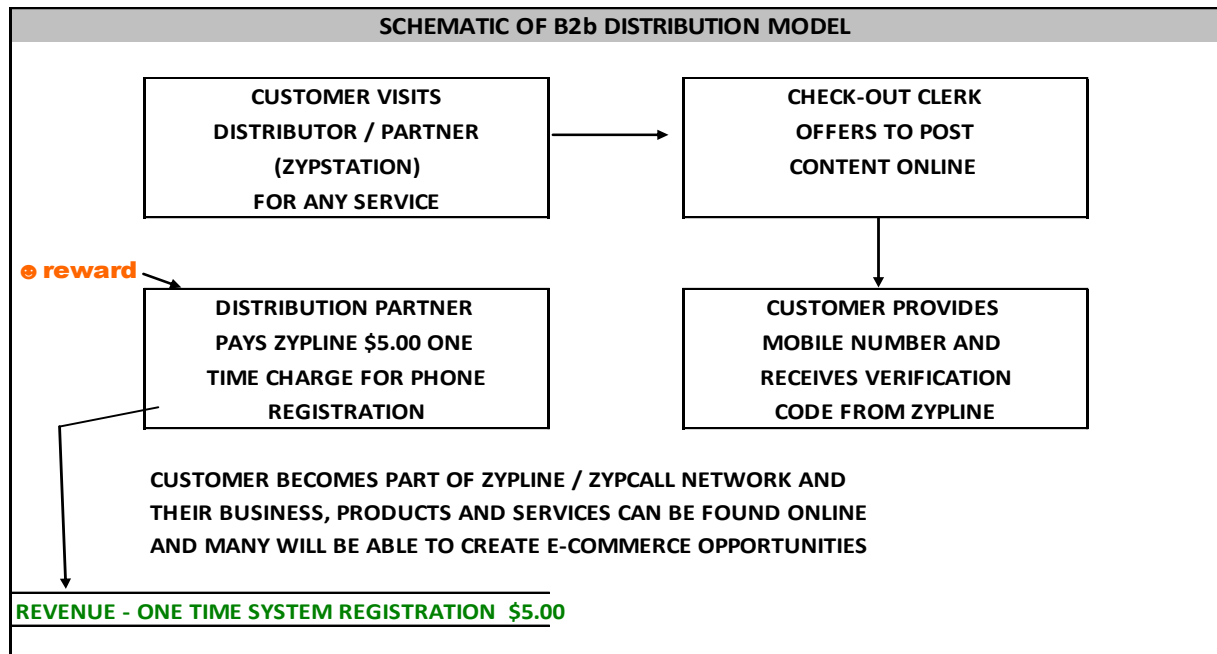 SCHEMATIC OF B2b DISTRIBUTION MODEL
CUSTOMER VISITS
DISTRIBUTOR / PARTNER
(ZYPSTATION)
FOR ANY SERVICE
CHECK-OUT CLERK
OFFERS TO POST
CONTENT ONLINE
reward
DISTRIBUTION PARTNER
PAYS ZYPLINE $5.00 ONE
TIME CHARGE FOR PHONE
REGISTRATION
CUSTOMER PROVIDES
MOBILE NUMBER AND
RECEIVES VERIFICATION
CODE FROM ZYPLINE
CUSTOMER BECOMES PART OF ZYPLINE / ZYPCALL NETWORK AND
THEIR BUSINESS, PRODUCTS AND SERVICES CAN BE FOUND ONLINE
AND MANY WILL BE ABLE TO CREATE E-COMMERCE OPPORTUNITIES
REVENUE - ONE TIME SYSTEM REGISTRATION $5.00